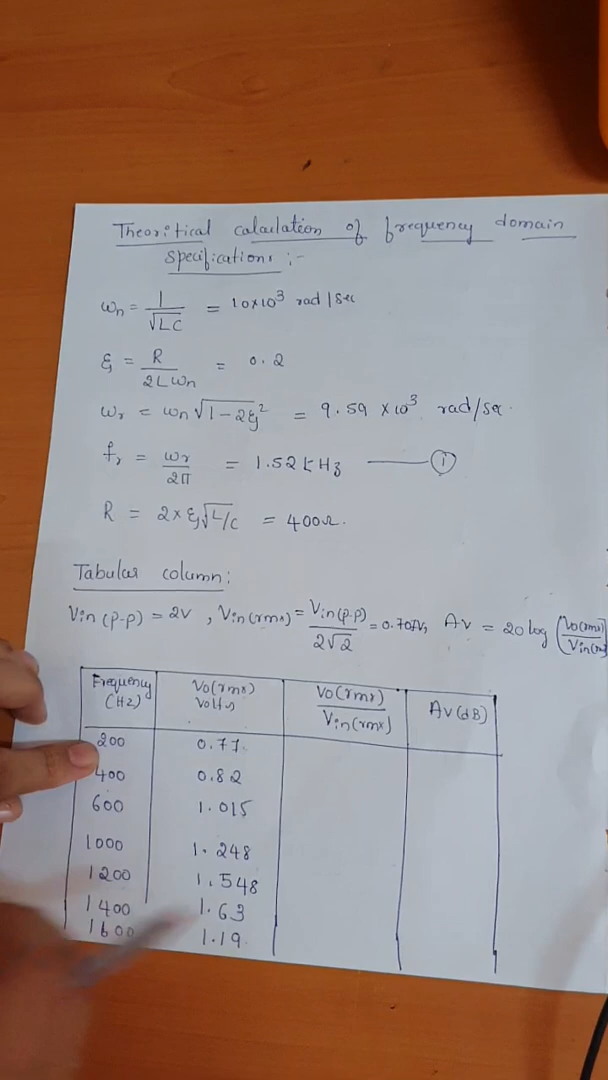 Theoritical calculation of frequency domain
specifications :-
ωn = 1/√LC = 10×10³ rad/sec
ξ = R/2Lωn = 0.2
ωr = ωn √1-2ξ² = 9.59 ×10³ rad/sec.
fr = ωr/2π = 1.52 kHz ——— ①
R = 2×ξ√L/C = 400Ω.
Tabular column:
Vin (p-p) = 2V , Vin(rms) = Vin(p-p)/2√2 = 0.707V, Av = 20 log (Vo(rms)/Vin(rm
Frequency (Hz) Vo(rms) Volts Vo(rms)/Vin(rms) Av(dB)
200 0.77
400 0.82
600 1.015
1000 1.248
1200 1.548
1400 1.63
1600 1.19